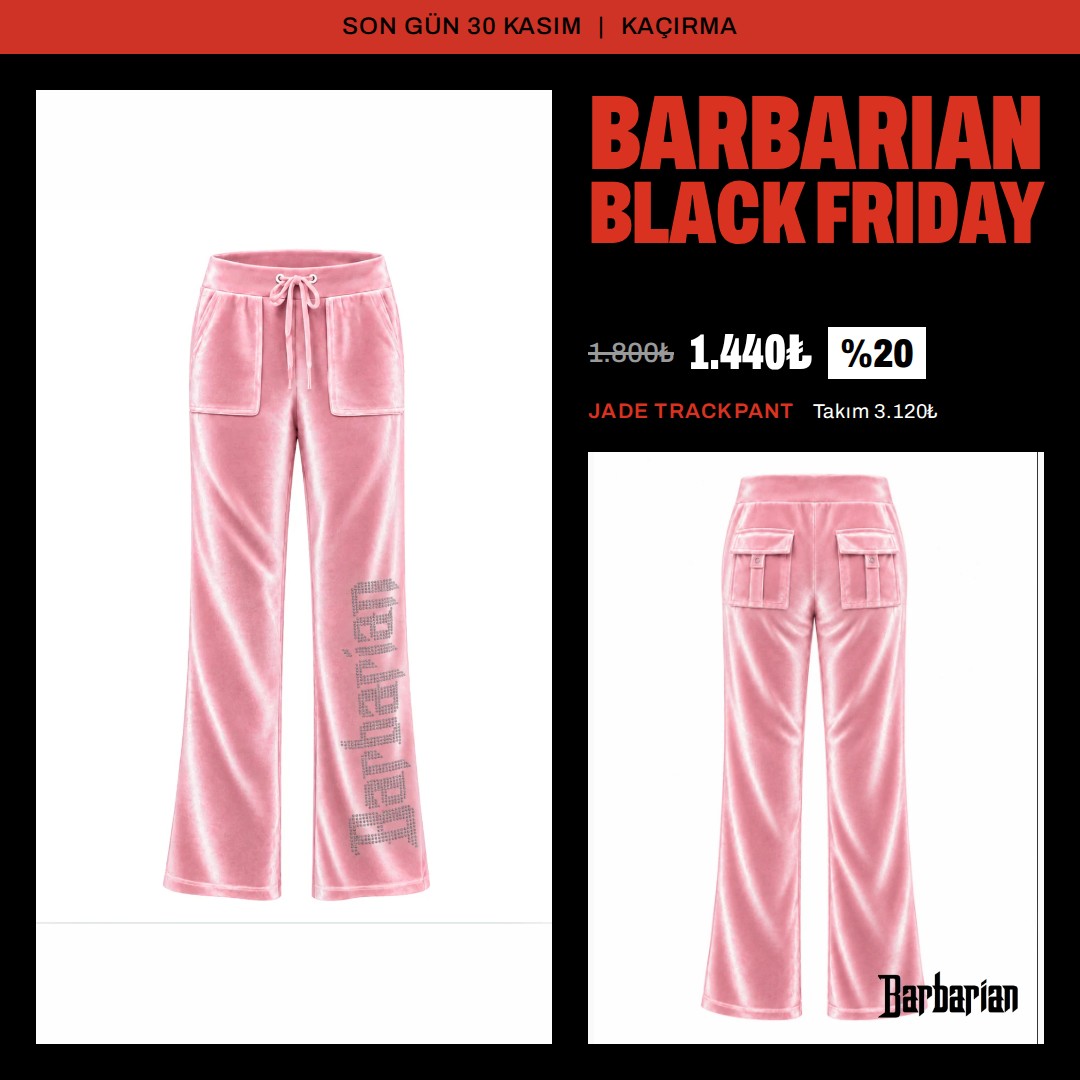 SON GÜN 30 KASIM | KAÇIRMA
BARBARIAN
BLACK FRIDAY
1.800₺ 1.440₺ %20
JADE TRACKPANT Takım 3.120₺
Barbarian
Barbarian